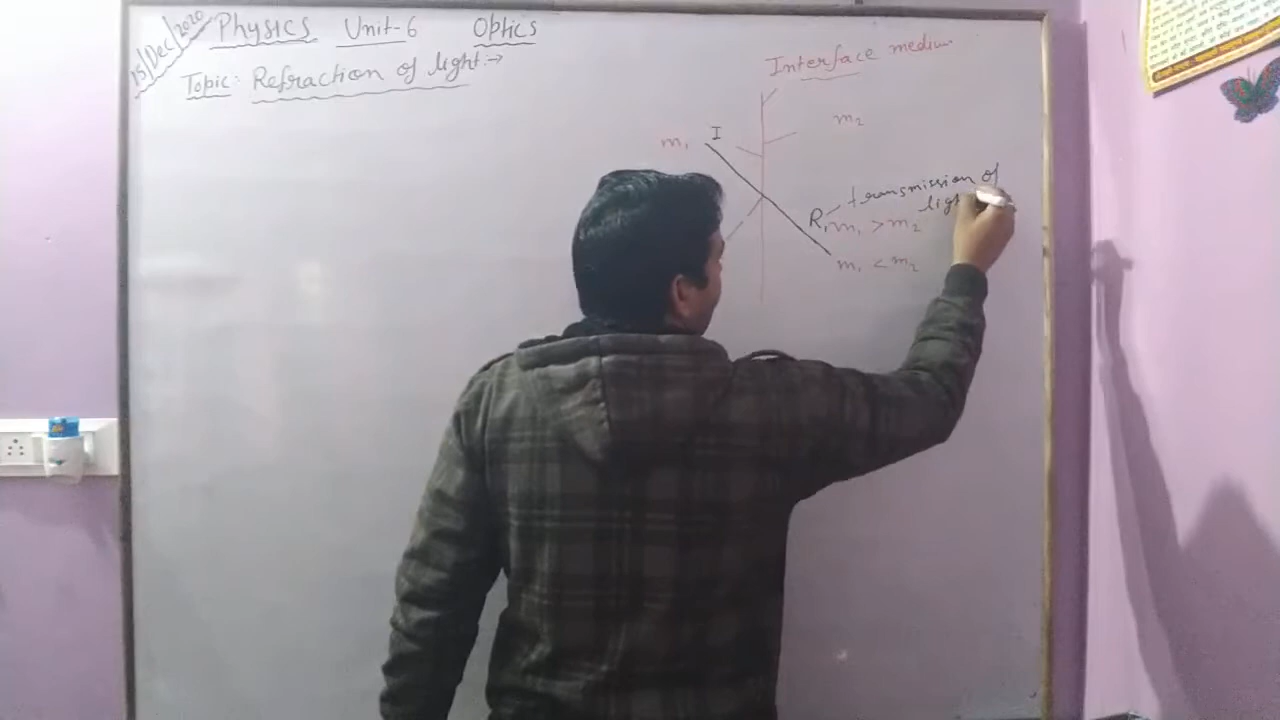 15/Dec/2020
Physics Unit-6 Optics
Topic: Refraction of light:→
Interface medium
m₁ I m₂
R₁ transmission of
m₁ > m₂
m₁ < m₂